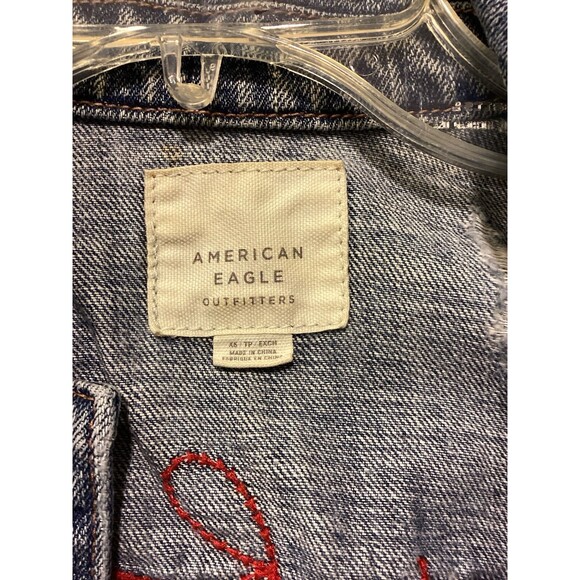 AMERICAN
EAGLE
OUTFITTERS
XS · TP · EXCH
MADE IN CHINA
FABRIQUÉ EN CHINE